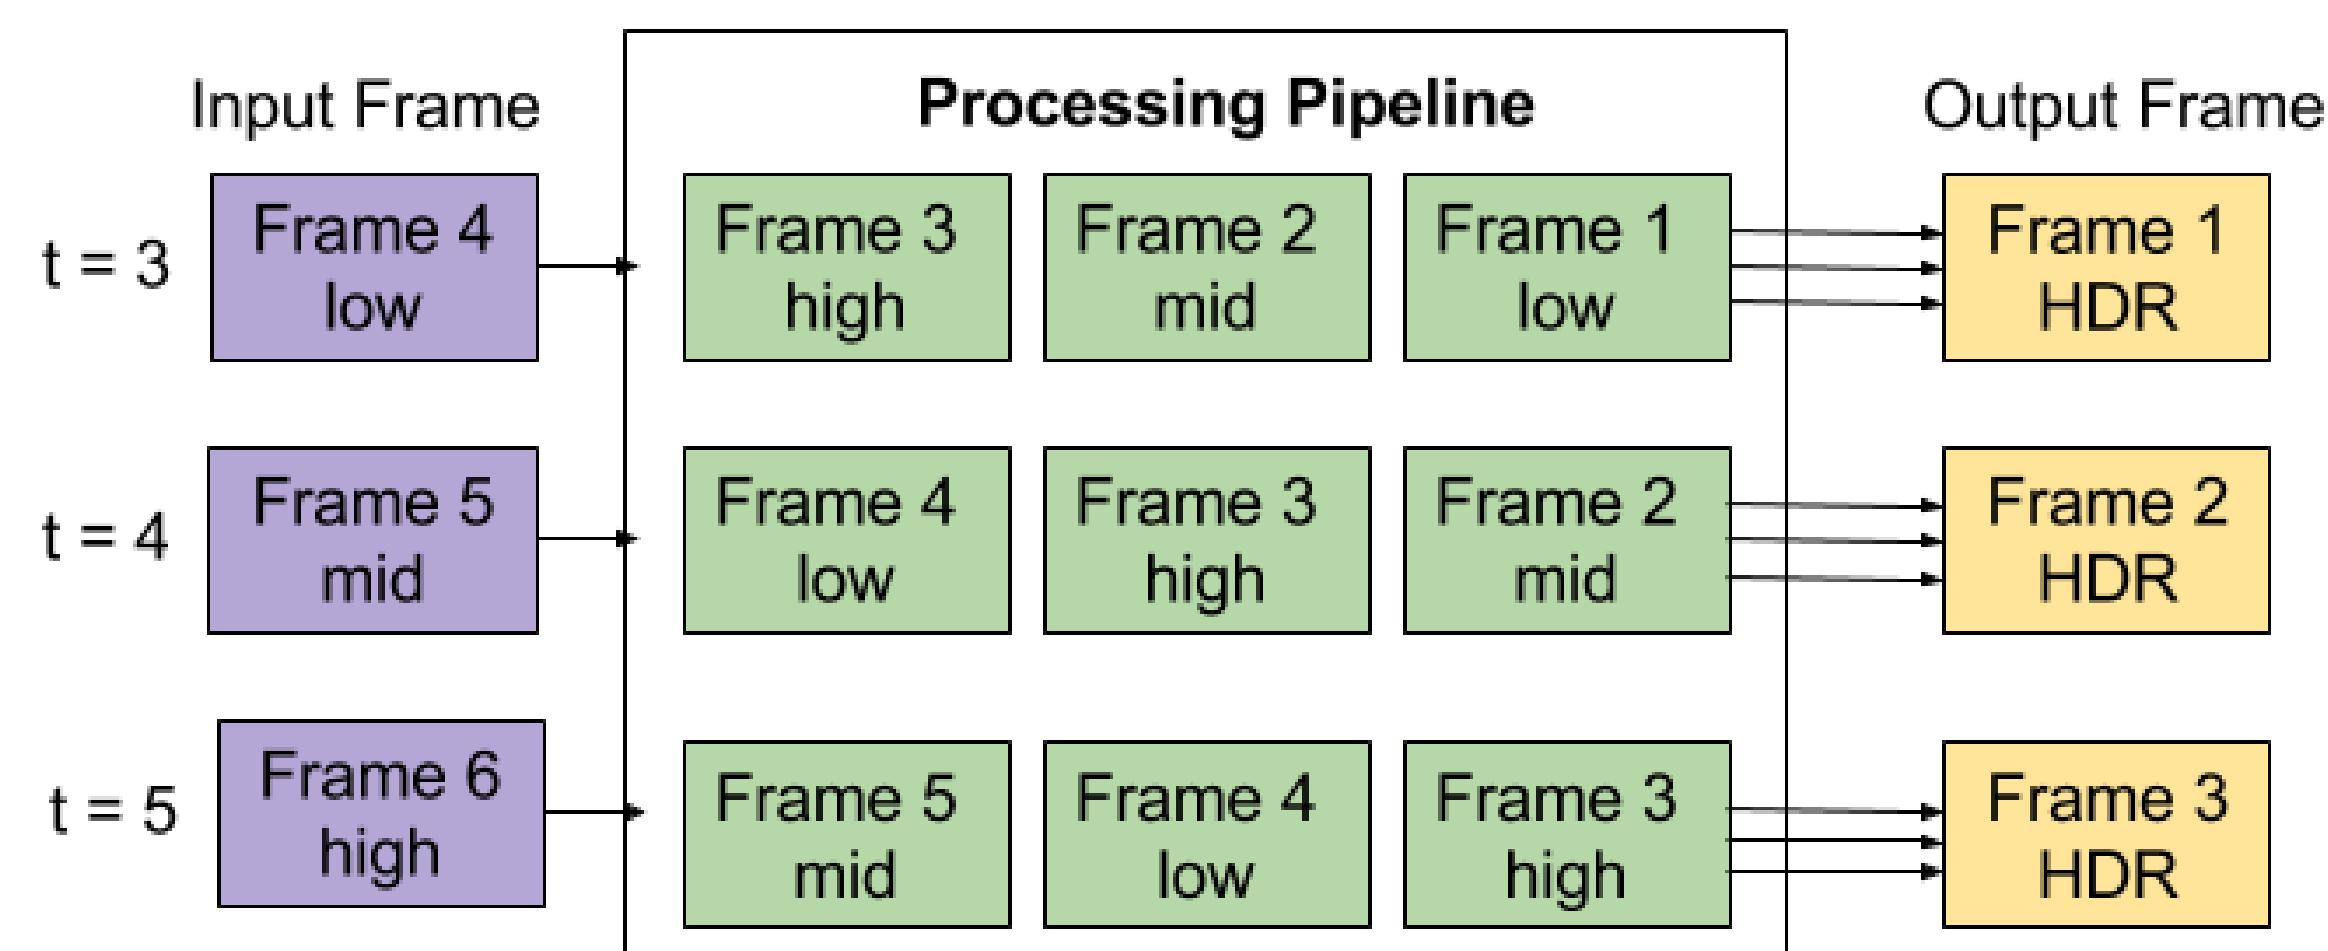 Input Frame
Processing Pipeline
Output Frame
t = 3
Frame 4
low
Frame 3
high
Frame 2
mid
Frame 1
low
Frame 1
HDR
t = 4
Frame 5
mid
Frame 4
low
Frame 3
high
Frame 2
mid
Frame 2
HDR
t = 5
Frame 6
high
Frame 5
mid
Frame 4
low
Frame 3
high
Frame 3
HDR